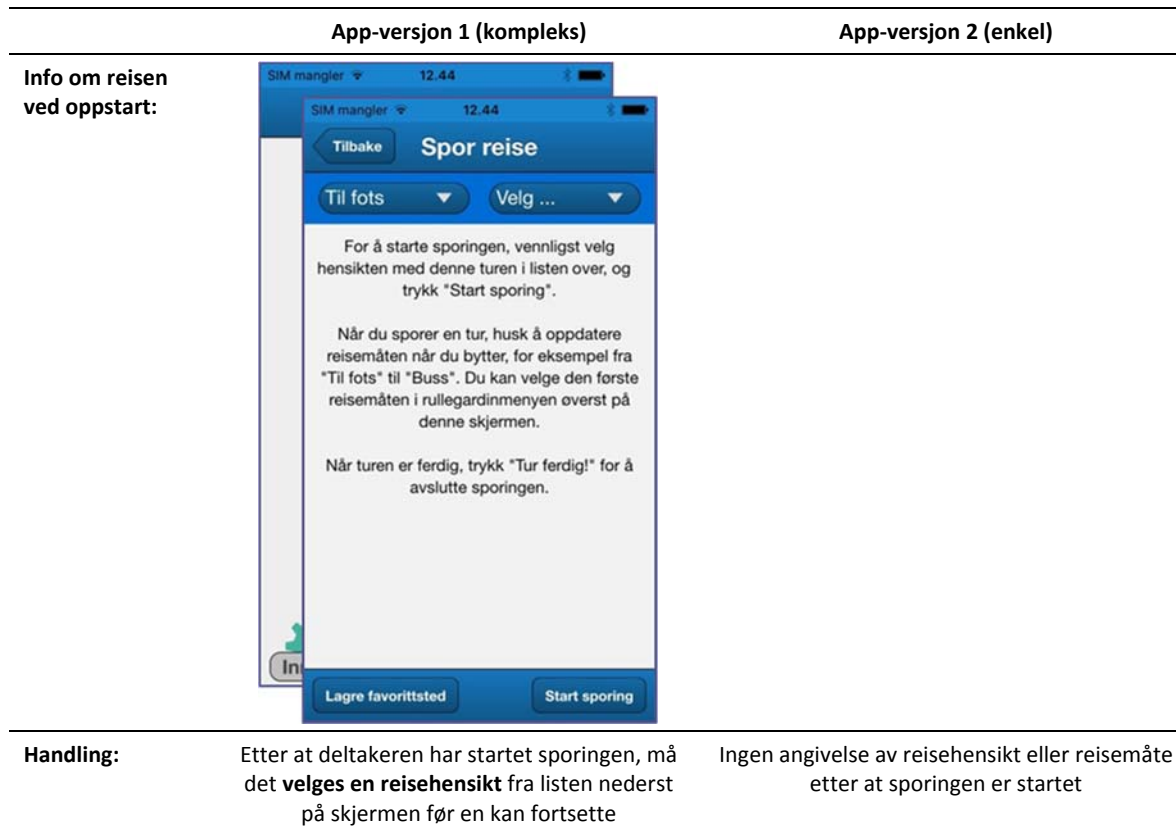 App-versjon 1 (kompleks) App-versjon 2 (enkel)
Info om reisen
ved oppstart:
SIM mangler 12.44
SIM mangler 12.44
Tilbake Spor reise
Til fots Velg ...
For å starte sporingen, vennligst velg
hensikten med denne turen i listen over, og
trykk "Start sporing".
Når du sporer en tur, husk å oppdatere
reisemåten når du bytter, for eksempel fra
"Til fots" til "Buss". Du kan velge den første
reisemåten i rullegardinmenyen øverst på
denne skjermen.
Når turen er ferdig, trykk "Tur ferdig!" for å
avslutte sporingen.
Lagre favorittsted Start sporing
Handling:
Etter at deltakeren har startet sporingen, må
det velges en reisehensikt fra listen nederst
på skjermen før en kan fortsette
Ingen angivelse av reisehensikt eller reisemåte
etter at sporingen er startet